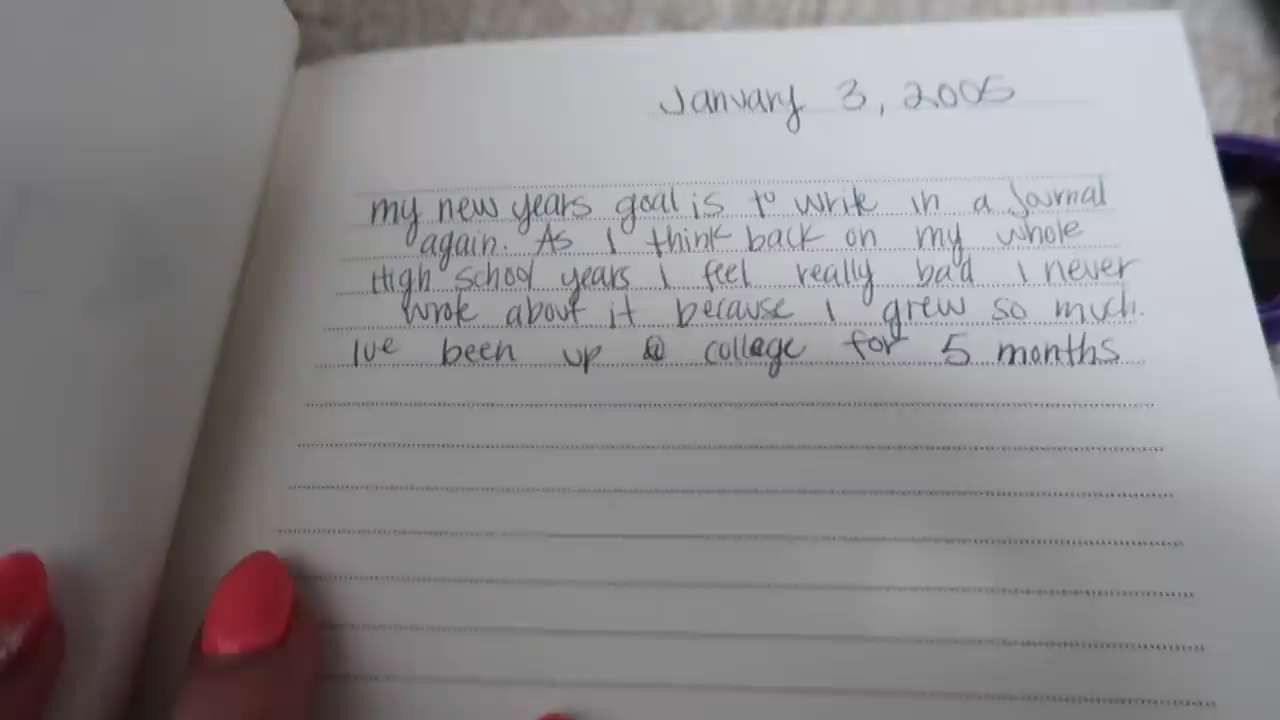 January 3, 2005
my new years goal is to write in a Journal
again. As I think back on my whole
High school years I feel really bad I never
wrote about it because I grew so much.
Ive been up @ college for 5 months